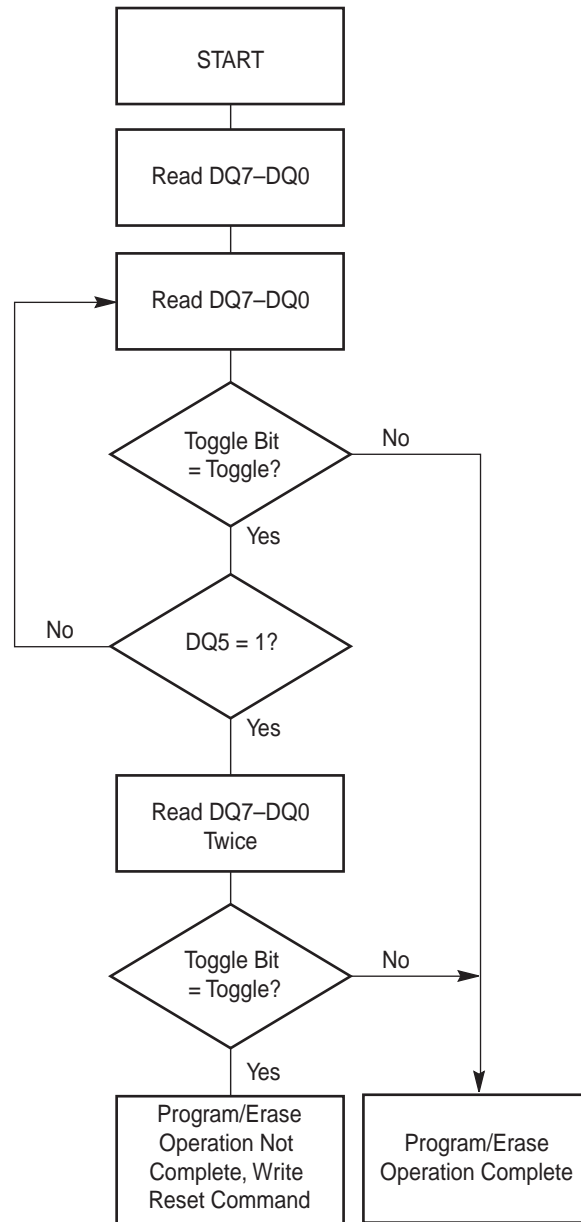 START
Read DQ7–DQ0
Read DQ7–DQ0
Toggle Bit
= Toggle?
No
Yes
No
DQ5 = 1?
Yes
Read DQ7–DQ0
Twice
Toggle Bit
= Toggle?
No
Yes
Program/Erase
Operation Not
Complete, Write
Reset Command
Program/Erase
Operation Complete